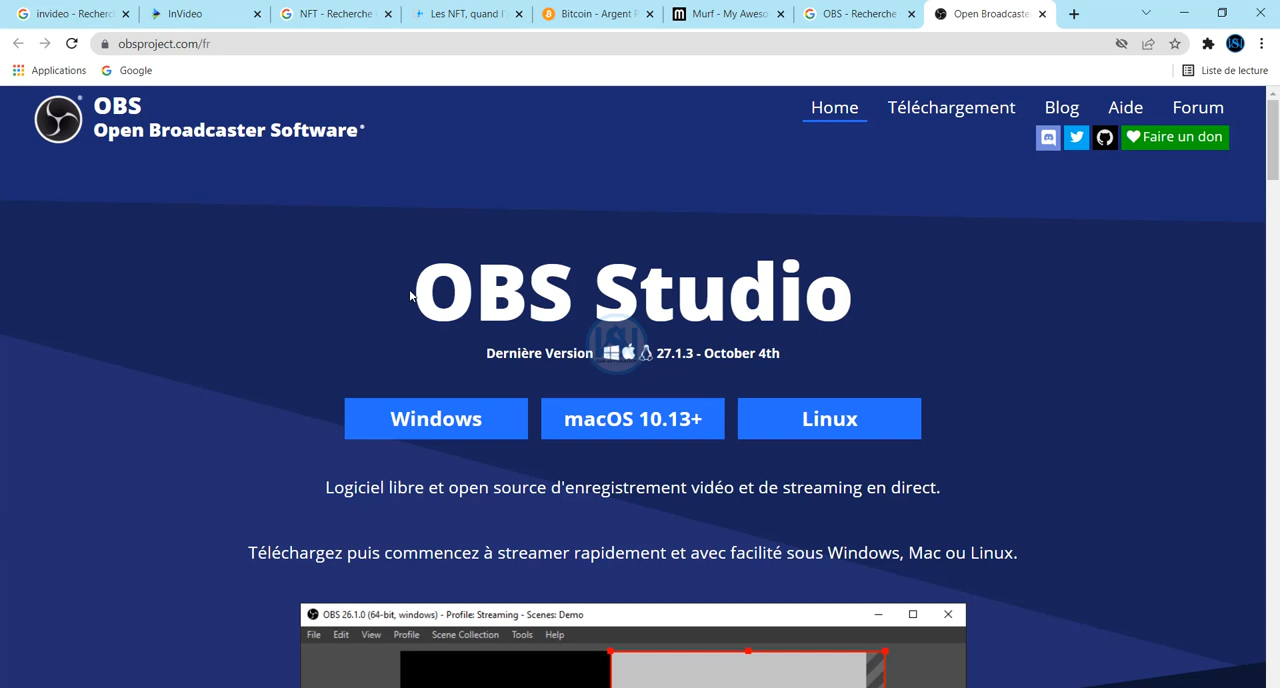 invideo - Recherc
InVideo
NFT - Recherche
Les NFT, quand l'
Bitcoin - Argent P
Murf - My Aweso
OBS - Recherche
Open Broadcaste
obsproject.com/fr
Applications
Google
Liste de lecture
OBS
Open Broadcaster Software
Home
Téléchargement
Blog
Aide
Forum
Faire un don
OBS Studio
Dernière Version 27.1.3 - October 4th
Windows
macOS 10.13+
Linux
Logiciel libre et open source d'enregistrement vidéo et de streaming en direct.
Téléchargez puis commencez à streamer rapidement et avec facilité sous Windows, Mac ou Linux.
OBS 26.1.0 (64-bit, windows) - Profile: Streaming - Scenes: Demo
File Edit View Profile Scene Collection Tools Help